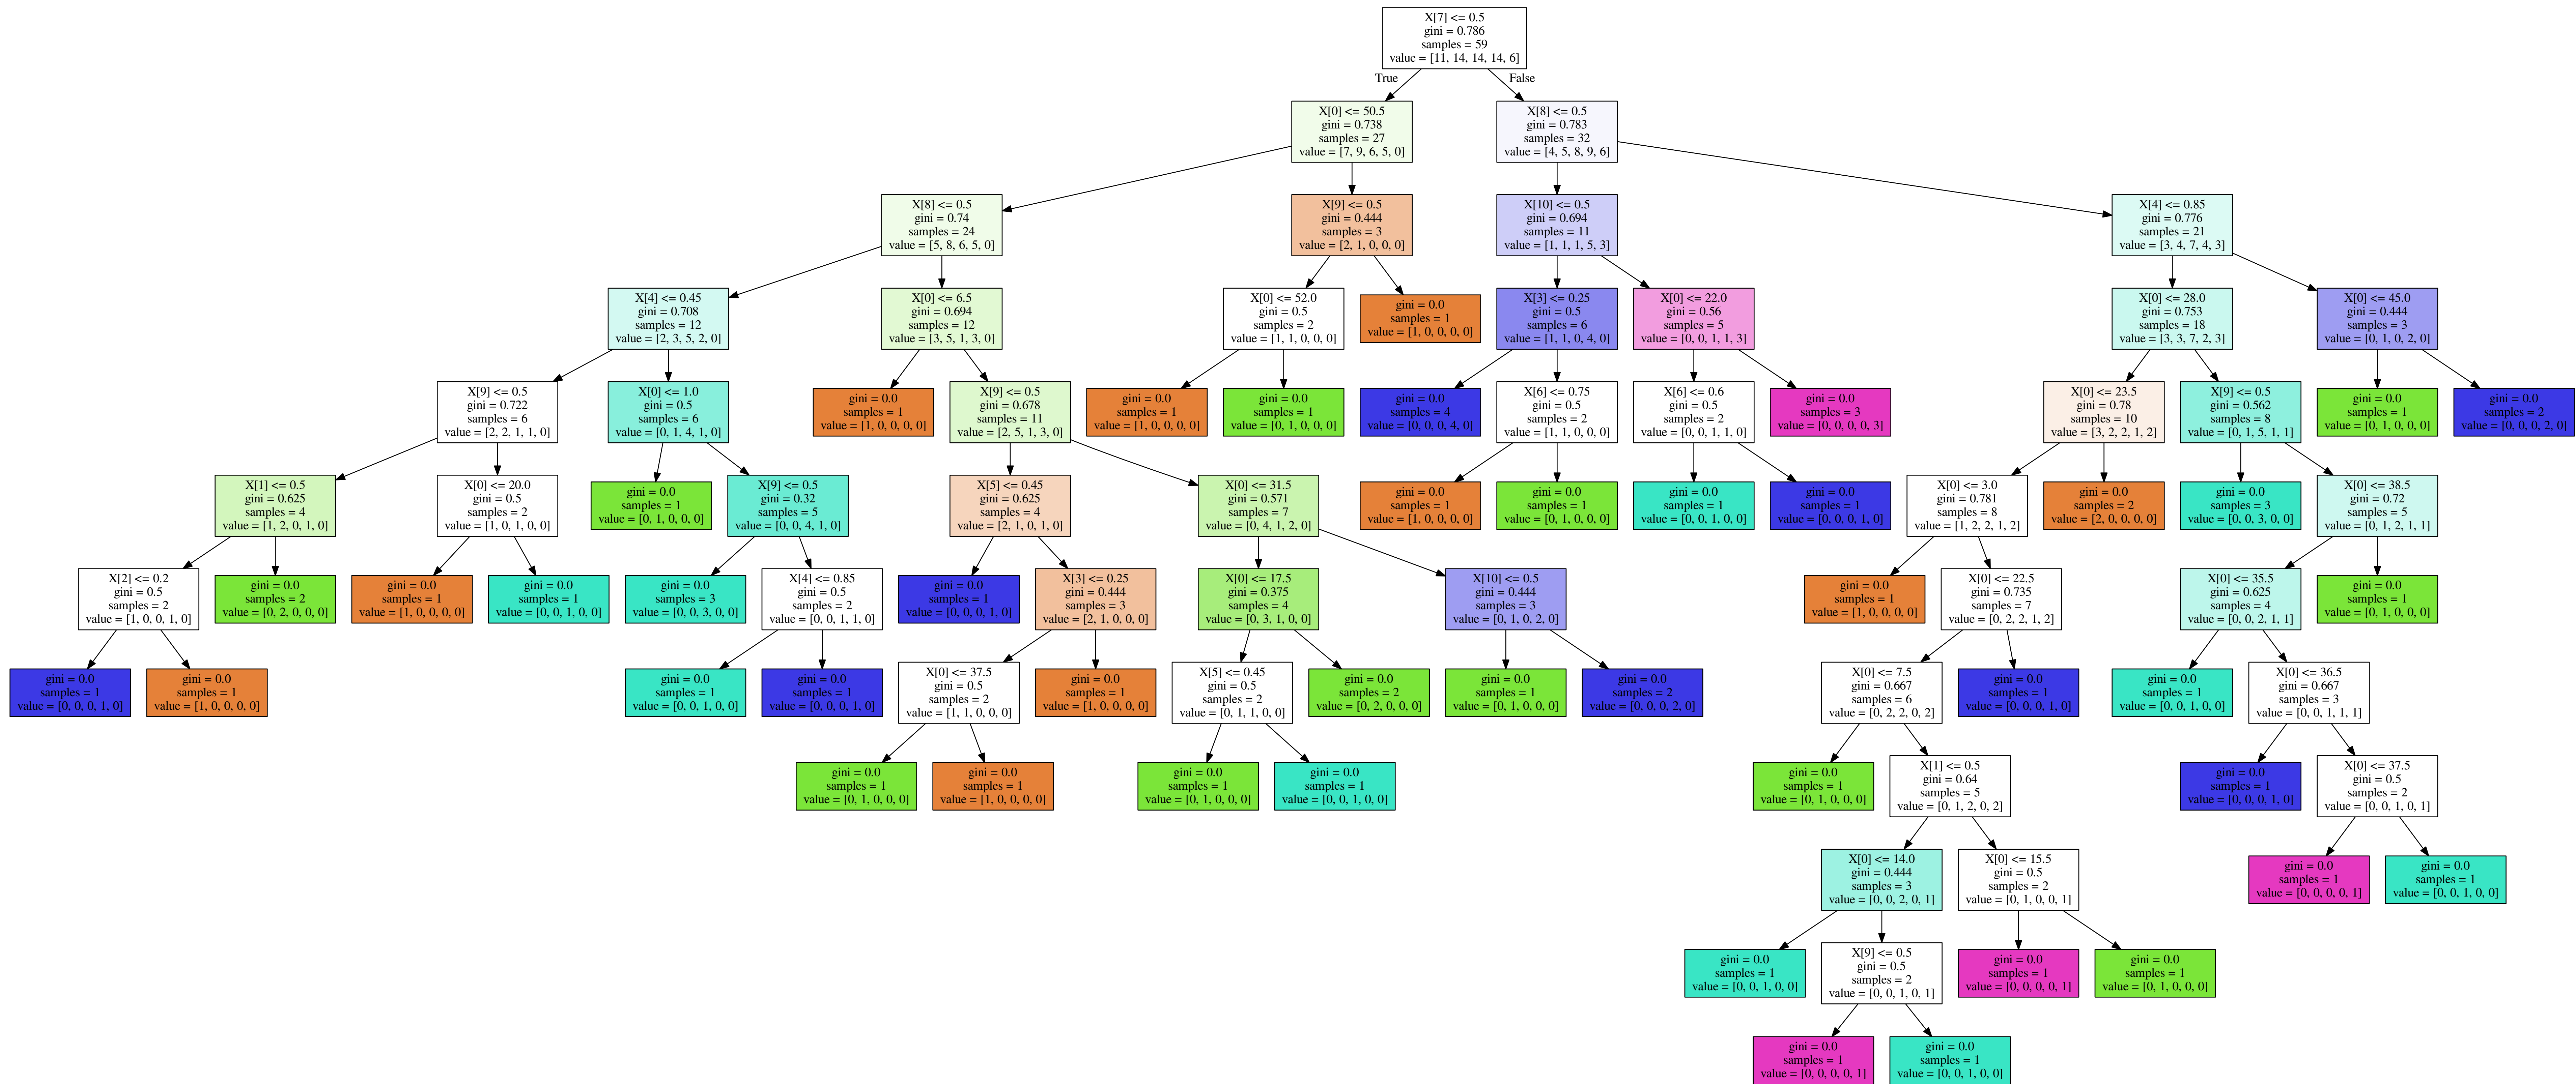 X[7] <= 0.5
gini = 0.786
samples = 59
value = [11, 14, 14, 14, 6]
True
False
X[0] <= 50.5
gini = 0.738
samples = 27
value = [7, 9, 6, 5, 0]
X[8] <= 0.5
gini = 0.783
samples = 32
value = [4, 5, 8, 9, 6]
X[8] <= 0.5
gini = 0.74
samples = 24
value = [5, 8, 6, 5, 0]
X[9] <= 0.5
gini = 0.444
samples = 3
value = [2, 1, 0, 0, 0]
X[10] <= 0.5
gini = 0.694
samples = 11
value = [1, 1, 1, 5, 3]
X[4] <= 0.85
gini = 0.776
samples = 21
value = [3, 4, 7, 4, 3]
X[4] <= 0.45
gini = 0.708
samples = 12
value = [2, 3, 5, 2, 0]
X[0] <= 6.5
gini = 0.694
samples = 12
value = [3, 5, 1, 3, 0]
X[0] <= 52.0
gini = 0.5
samples = 2
value = [1, 1, 0, 0, 0]
gini = 0.0
samples = 1
value = [1, 0, 0, 0, 0]
X[3] <= 0.25
gini = 0.5
samples = 6
value = [1, 1, 0, 4, 0]
X[0] <= 22.0
gini = 0.56
samples = 5
value = [0, 0, 1, 1, 3]
X[0] <= 28.0
gini = 0.753
samples = 18
value = [3, 3, 7, 2, 3]
X[0] <= 45.0
gini = 0.444
samples = 3
value = [0, 1, 0, 2, 0]
X[9] <= 0.5
gini = 0.722
samples = 6
value = [2, 2, 1, 1, 0]
X[0] <= 1.0
gini = 0.5
samples = 6
value = [0, 1, 4, 1, 0]
gini = 0.0
samples = 1
value = [1, 0, 0, 0, 0]
X[9] <= 0.5
gini = 0.678
samples = 11
value = [2, 5, 1, 3, 0]
gini = 0.0
samples = 1
value = [1, 0, 0, 0, 0]
gini = 0.0
samples = 1
value = [0, 1, 0, 0, 0]
gini = 0.0
samples = 4
value = [0, 0, 0, 4, 0]
X[6] <= 0.75
gini = 0.5
samples = 2
value = [1, 1, 0, 0, 0]
X[6] <= 0.6
gini = 0.5
samples = 2
value = [0, 0, 1, 1, 0]
gini = 0.0
samples = 3
value = [0, 0, 0, 0, 3]
X[0] <= 23.5
gini = 0.78
samples = 10
value = [3, 2, 2, 1, 2]
X[9] <= 0.5
gini = 0.562
samples = 8
value = [0, 1, 5, 1, 1]
gini = 0.0
samples = 1
value = [0, 1, 0, 0, 0]
gini = 0.0
samples = 2
value = [0, 0, 0, 2, 0]
X[1] <= 0.5
gini = 0.625
samples = 4
value = [1, 2, 0, 1, 0]
X[0] <= 20.0
gini = 0.5
samples = 2
value = [1, 0, 1, 0, 0]
gini = 0.0
samples = 1
value = [0, 1, 0, 0, 0]
X[9] <= 0.5
gini = 0.32
samples = 5
value = [0, 0, 4, 1, 0]
X[5] <= 0.45
gini = 0.625
samples = 4
value = [2, 1, 0, 1, 0]
X[0] <= 31.5
gini = 0.571
samples = 7
value = [0, 4, 1, 2, 0]
gini = 0.0
samples = 1
value = [1, 0, 0, 0, 0]
gini = 0.0
samples = 1
value = [0, 1, 0, 0, 0]
gini = 0.0
samples = 1
value = [0, 0, 1, 0, 0]
gini = 0.0
samples = 1
value = [0, 0, 0, 1, 0]
X[0] <= 3.0
gini = 0.781
samples = 8
value = [1, 2, 2, 1, 2]
gini = 0.0
samples = 2
value = [2, 0, 0, 0, 0]
gini = 0.0
samples = 3
value = [0, 0, 3, 0, 0]
X[0] <= 38.5
gini = 0.72
samples = 5
value = [0, 1, 2, 1, 1]
X[2] <= 0.2
gini = 0.5
samples = 2
value = [1, 0, 0, 1, 0]
gini = 0.0
samples = 2
value = [0, 2, 0, 0, 0]
gini = 0.0
samples = 1
value = [1, 0, 0, 0, 0]
gini = 0.0
samples = 1
value = [0, 0, 1, 0, 0]
gini = 0.0
samples = 3
value = [0, 0, 3, 0, 0]
X[4] <= 0.85
gini = 0.5
samples = 2
value = [0, 0, 1, 1, 0]
gini = 0.0
samples = 1
value = [0, 0, 0, 1, 0]
X[3] <= 0.25
gini = 0.444
samples = 3
value = [2, 1, 0, 0, 0]
X[0] <= 17.5
gini = 0.375
samples = 4
value = [0, 3, 1, 0, 0]
X[10] <= 0.5
gini = 0.444
samples = 3
value = [0, 1, 0, 2, 0]
gini = 0.0
samples = 1
value = [1, 0, 0, 0, 0]
X[0] <= 22.5
gini = 0.735
samples = 7
value = [0, 2, 2, 1, 2]
X[0] <= 35.5
gini = 0.625
samples = 4
value = [0, 0, 2, 1, 1]
gini = 0.0
samples = 1
value = [0, 1, 0, 0, 0]
gini = 0.0
samples = 1
value = [0, 0, 0, 1, 0]
gini = 0.0
samples = 1
value = [1, 0, 0, 0, 0]
gini = 0.0
samples = 1
value = [0, 0, 1, 0, 0]
gini = 0.0
samples = 1
value = [0, 0, 0, 1, 0]
X[0] <= 37.5
gini = 0.5
samples = 2
value = [1, 1, 0, 0, 0]
gini = 0.0
samples = 1
value = [1, 0, 0, 0, 0]
X[5] <= 0.45
gini = 0.5
samples = 2
value = [0, 1, 1, 0, 0]
gini = 0.0
samples = 2
value = [0, 2, 0, 0, 0]
gini = 0.0
samples = 1
value = [0, 1, 0, 0, 0]
gini = 0.0
samples = 2
value = [0, 0, 0, 2, 0]
X[0] <= 7.5
gini = 0.667
samples = 6
value = [0, 2, 2, 0, 2]
gini = 0.0
samples = 1
value = [0, 0, 0, 1, 0]
gini = 0.0
samples = 1
value = [0, 0, 1, 0, 0]
X[0] <= 36.5
gini = 0.667
samples = 3
value = [0, 0, 1, 1, 1]
gini = 0.0
samples = 1
value = [0, 1, 0, 0, 0]
gini = 0.0
samples = 1
value = [1, 0, 0, 0, 0]
gini = 0.0
samples = 1
value = [0, 1, 0, 0, 0]
gini = 0.0
samples = 1
value = [0, 0, 1, 0, 0]
gini = 0.0
samples = 1
value = [0, 1, 0, 0, 0]
X[1] <= 0.5
gini = 0.64
samples = 5
value = [0, 1, 2, 0, 2]
gini = 0.0
samples = 1
value = [0, 0, 0, 1, 0]
X[0] <= 37.5
gini = 0.5
samples = 2
value = [0, 0, 1, 0, 1]
X[0] <= 14.0
gini = 0.444
samples = 3
value = [0, 0, 2, 0, 1]
X[0] <= 15.5
gini = 0.5
samples = 2
value = [0, 1, 0, 0, 1]
gini = 0.0
samples = 1
value = [0, 0, 0, 0, 1]
gini = 0.0
samples = 1
value = [0, 0, 1, 0, 0]
gini = 0.0
samples = 1
value = [0, 0, 1, 0, 0]
X[9] <= 0.5
gini = 0.5
samples = 2
value = [0, 0, 1, 0, 1]
gini = 0.0
samples = 1
value = [0, 0, 0, 0, 1]
gini = 0.0
samples = 1
value = [0, 1, 0, 0, 0]
gini = 0.0
samples = 1
value = [0, 0, 0, 0, 1]
gini = 0.0
samples = 1
value = [0, 0, 1, 0, 0]